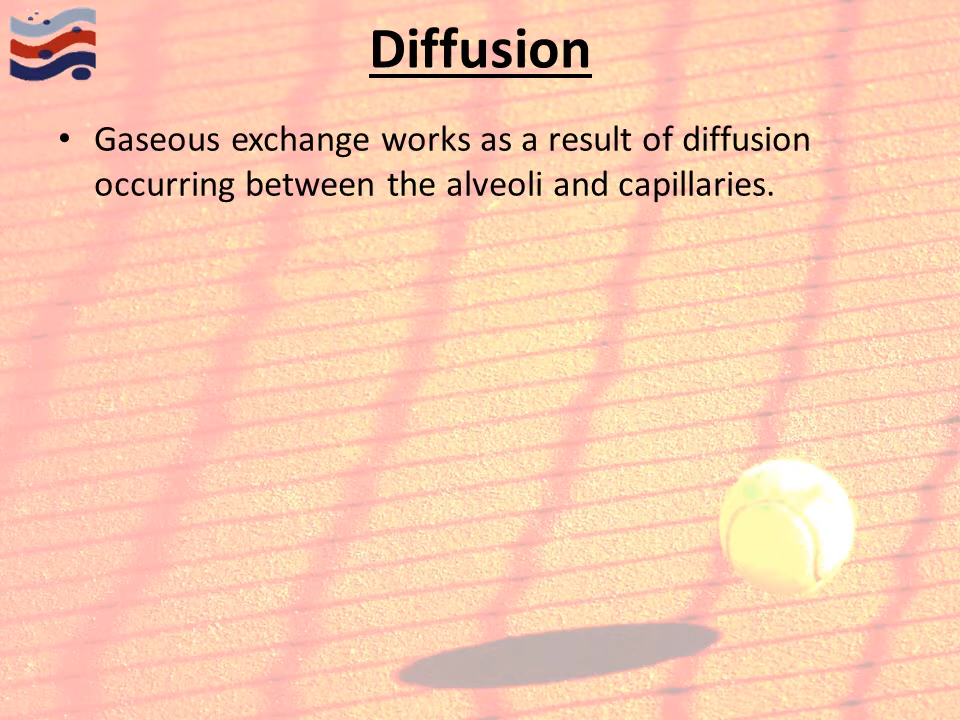 Diffusion
• Gaseous exchange works as a result of diffusion
occurring between the alveoli and capillaries.